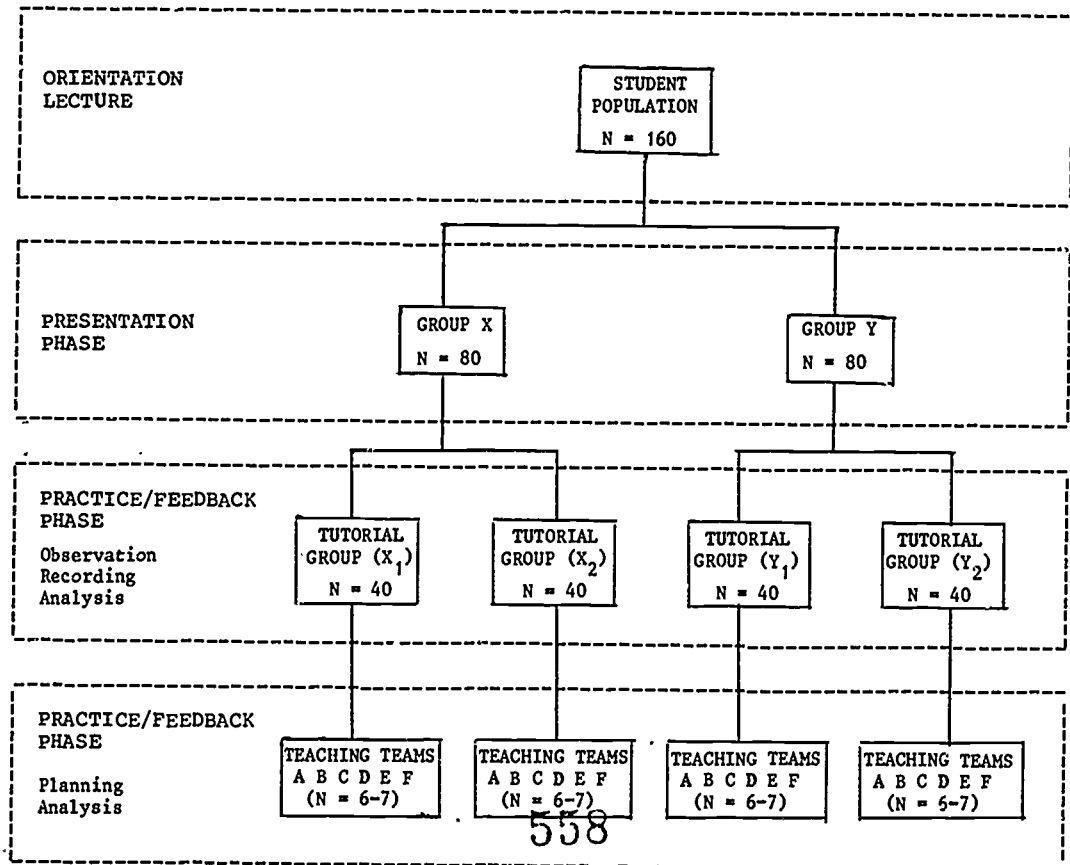 ORIENTATION
LECTURE
STUDENT
POPULATION
N = 160
PRESENTATION
PHASE
GROUP X
N = 80
GROUP Y
N = 80
PRACTICE/FEEDBACK
PHASE
Observation
Recording
Analysis
TUTORIAL
GROUP (X1)
N = 40
TUTORIAL
GROUP (X2)
N = 40
TUTORIAL
GROUP (Y1)
N = 40
TUTORIAL
GROUP (Y2)
N = 40
PRACTICE/FEEDBACK
PHASE
Planning
Analysis
TEACHING TEAMS
A B C D E F
(N = 6-7)
TEACHING TEAMS
A B C D E F
(N = 6-7)
TEACHING TEAMS
A B C D E F
(N = 6-7)
TEACHING TEAMS
A B C D E F
(N = 6-7)
558